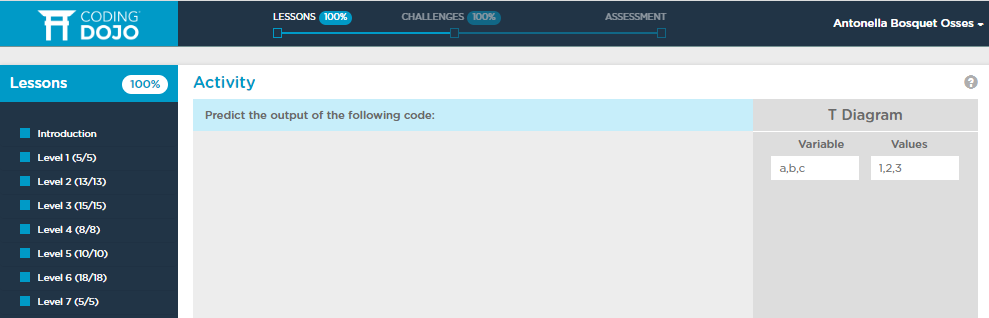 CODING
DOJO
LESSONS 100%
CHALLENGES 100%
ASSESSMENT
Antonella Bosquet Osses
Lessons 100%
Introduction
Level 1 (5/5)
Level 2 (13/13)
Level 3 (15/15)
Level 4 (8/8)
Level 5 (10/10)
Level 6 (18/18)
Level 7 (5/5)
Activity
?
Predict the output of the following code:
T Diagram
Variable Values
a,b,c 1,2,3